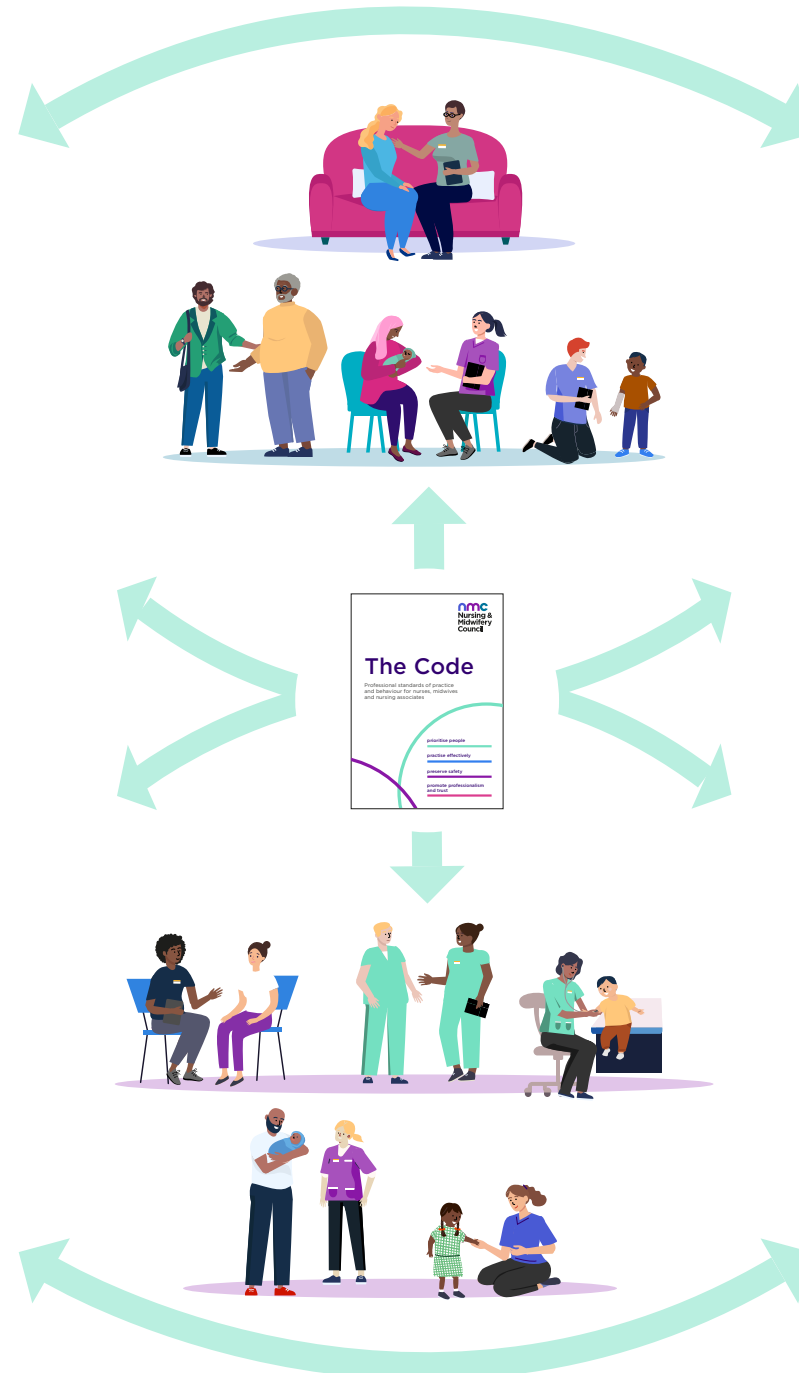 nmc
Nursing &
Midwifery
Council
The Code
Professional standards of practice
and behaviour for nurses, midwives
and nursing associates
prioritise people
practise effectively
preserve safety
promote professionalism
and trust